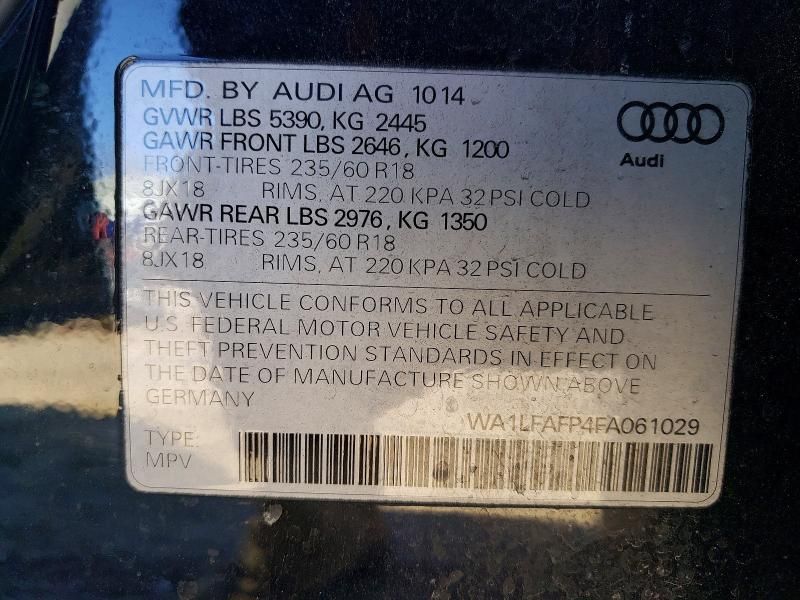 MFD. BY AUDI AG 10 14
GVWR LBS 5390, KG 2445
GAWR FRONT LBS 2646, KG 1200
FRONT-TIRES 235/60 R18
8JX18 RIMS, AT 220 KPA 32 PSI COLD
GAWR REAR LBS 2976, KG 1350
REAR-TIRES 235/60 R18
8JX18 RIMS, AT 220 KPA 32 PSI COLD
Audi
THIS VEHICLE CONFORMS TO ALL APPLICABLE
U.S. FEDERAL MOTOR VEHICLE SAFETY AND
THEFT PREVENTION STANDARDS IN EFFECT ON
THE DATE OF MANUFACTURE SHOWN ABOVE
GERMANY
WA1LFAFP4FA061029
TYPE:
MPV